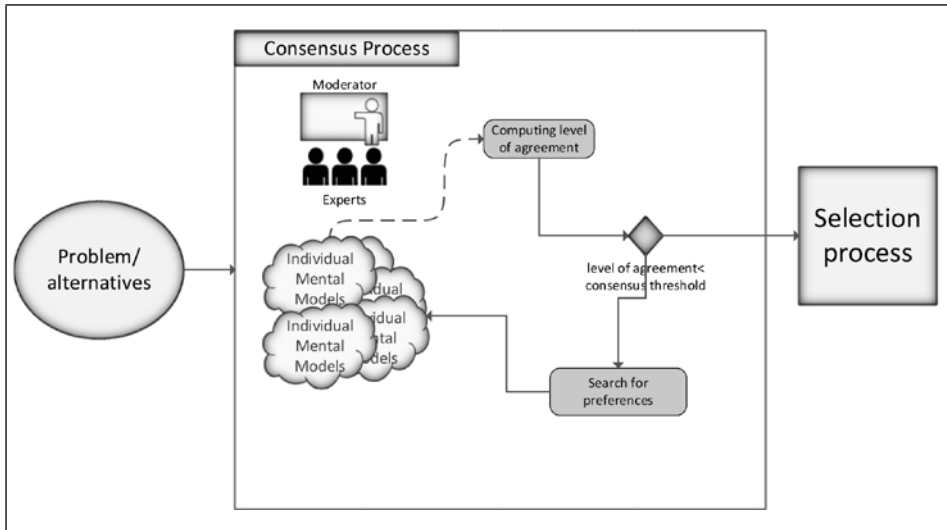 Consensus Process
Moderator
Experts
Computing level
of agreement
Problem/
alternatives
Individual
Mental
Models
Individual
Mental
Models
level of agreement<
consensus threshold
Search for
preferences
Selection
process